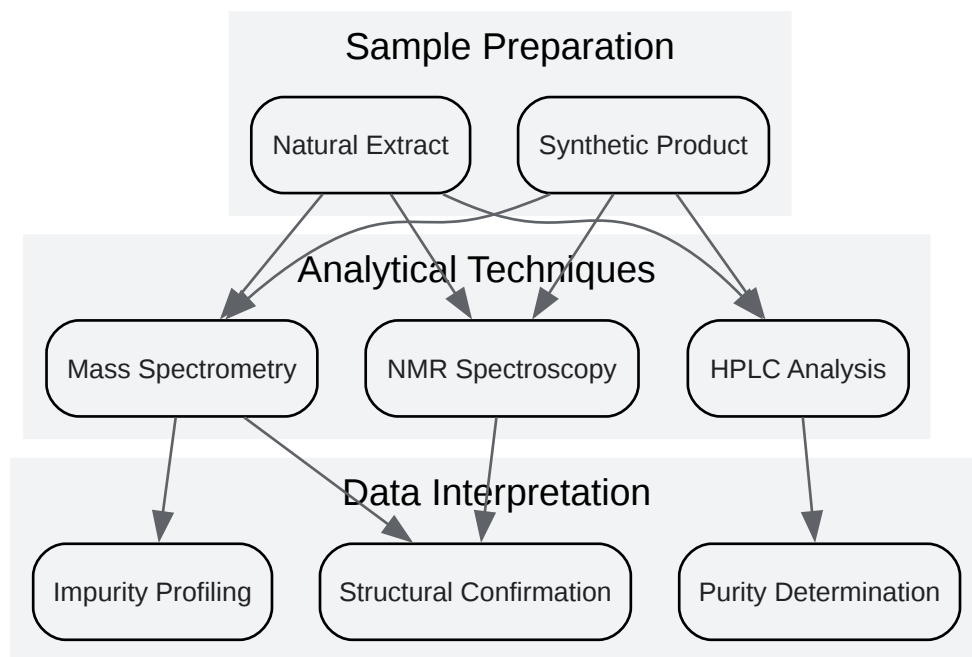 Sample Preparation
Natural Extract
Synthetic Product
Analytical Techniques
Mass Spectrometry
NMR Spectroscopy
HPLC Analysis
Data Interpretation
Impurity Profiling
Structural Confirmation
Purity Determination